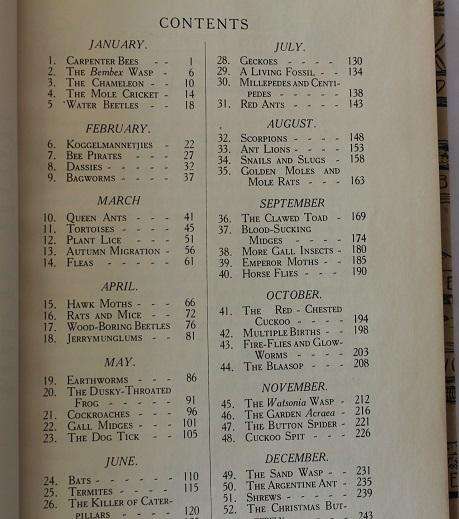 CONTENTS
JANUARY.
1. CARPENTER BEES - - 1
2. The Bembex WASP - 6
3. THE CHAMELEON - 10
4. THE MOLE CRICKET - 14
5 WATER BEETLES - - 18
FEBRUARY.
6. KOGGELMANNETJIES - 22
7. BEE PIRATES - - - 27
8. DASSIES - - - - 32
9. BAGWORMS - - - 37
MARCH
10. QUEEN ANTS - - - 41
11. TORTOISES - - - - 45
12. PLANT LICE - - - 51
13. AUTUMN MIGRATION - 56
14. FLEAS - - - - - 61
APRIL.
15. HAWK MOTHS - - - 66
16. RATS AND MICE - - 72
17. WOOD-BORING BEETLES 76
18. JERRYMUNGLUMS - - 81
MAY.
19. EARTHWORMS - - - 86
20. THE DUSKY-THROATED
FROG - - - - - 91
21. COCKROACHES - - - 96
22. GALL MIDGES - - - 101
23. THE DOG TICK - - - 105
JUNE.
24. BATS - - - - - 110
25. TERMITES - - - - 115
26. THE KILLER OF CATER-
PILLARS - - - - 120
JULY.
28. GECKOES - - - - 130
29. A LIVING FOSSIL - - 134
30. MILLEPEDES AND CENTI-
PEDES - - - - - 138
31. RED ANTS - - - - 143
AUGUST.
32. SCORPIONS - - - - 148
33. ANT LIONS - - - - 153
34. SNAILS AND SLUGS - 158
35. GOLDEN MOLES AND
MOLE RATS - - - 163
SEPTEMBER
36. THE CLAWED TOAD - 169
37. BLOOD-SUCKING
MIDGES - - - - 174
38. MORE GALL INSECTS - 180
39. EMPEROR MOTHS - - 185
40. HORSE FLIES - - - 190
OCTOBER.
41. THE RED - CHESTED
CUCKOO - - - - 194
42. MULTIPLE BIRTHS - - 198
43. FIRE-FLIES AND GLOW-
WORMS - - - - 203
44. THE BLAASOP - - - 208
NOVEMBER.
45. THE Watsonia WASP - 212
46. THE GARDEN Acraea - 216
47. THE BUTTON SPIDER - 221
48. CUCKOO SPIT - - - 226
DECEMBER.
49. THE SAND WASP - - 231
50. THE ARGENTINE ANT - 235
51. SHREWS - - - - - 239
52. THE CHRISTMAS BUT-
243